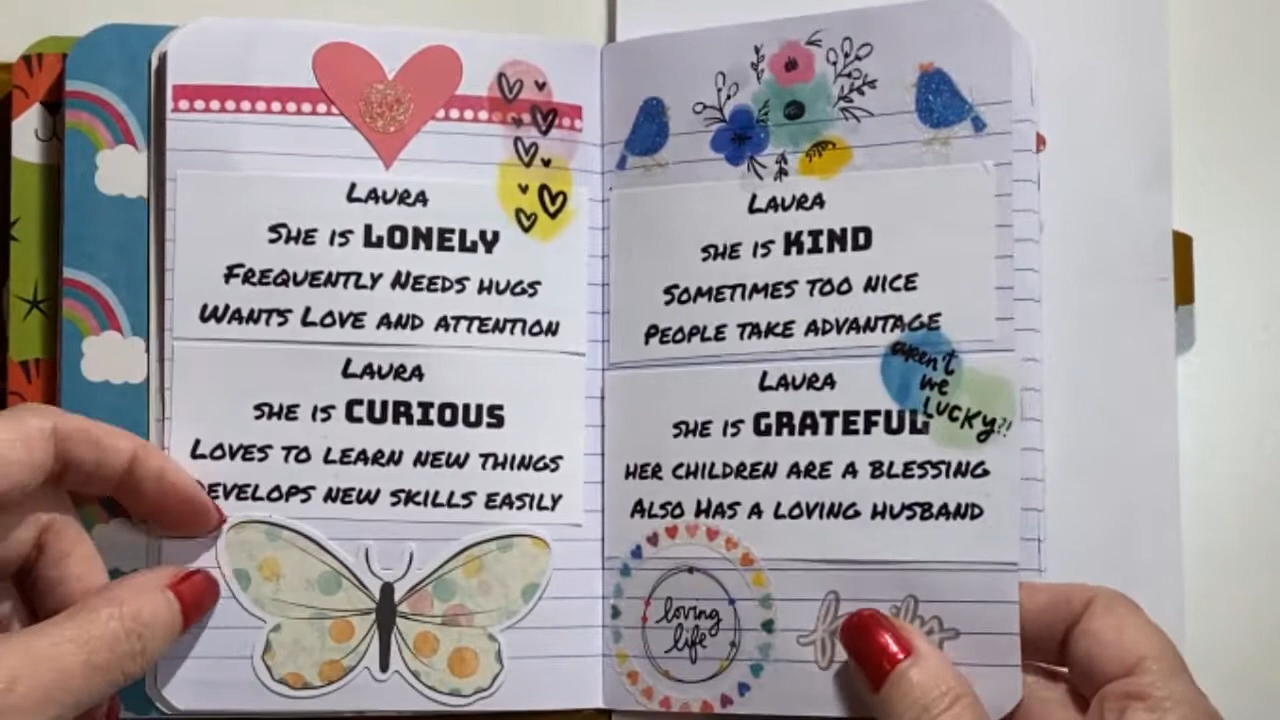 Laura
She is LONELY
Frequently Needs hugs
Wants Love and attention
Laura
she is CURIOUS
Loves to learn new things
Develops new skills easily
Laura
she is KIND
Sometimes too nice
People take advantage
aren't
we
LUCKY?!
Laura
she is GRATEFUL
her children are a blessing
Also Has a loving husband
loving
life